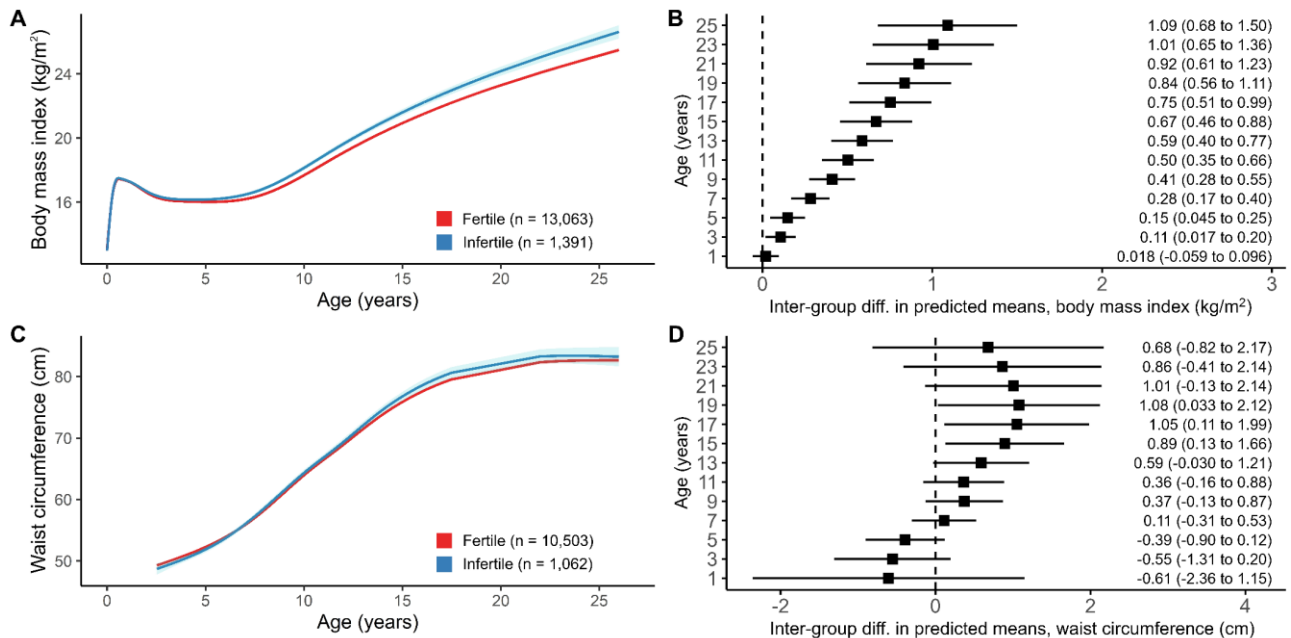 A
Body mass index (kg/m²)
24
20
16
Fertile (n = 13,063)
Infertile (n = 1,391)
0 5 10 15 20 25
Age (years)
B
Age (years)
25 1.09 (0.68 to 1.50)
23 1.01 (0.65 to 1.36)
21 0.92 (0.61 to 1.23)
19 0.84 (0.56 to 1.11)
17 0.75 (0.51 to 0.99)
15 0.67 (0.46 to 0.88)
13 0.59 (0.40 to 0.77)
11 0.50 (0.35 to 0.66)
9 0.41 (0.28 to 0.55)
7 0.28 (0.17 to 0.40)
5 0.15 (0.045 to 0.25)
3 0.11 (0.017 to 0.20)
1 0.018 (-0.059 to 0.096)
0 1 2 3
Inter-group diff. in predicted means, body mass index (kg/m²)
C
Waist circumference (cm)
80
70
60
50
Fertile (n = 10,503)
Infertile (n = 1,062)
0 5 10 15 20 25
Age (years)
D
Age (years)
25 0.68 (-0.82 to 2.17)
23 0.86 (-0.41 to 2.14)
21 1.01 (-0.13 to 2.14)
19 1.08 (0.033 to 2.12)
17 1.05 (0.11 to 1.99)
15 0.89 (0.13 to 1.66)
13 0.59 (-0.030 to 1.21)
11 0.36 (-0.16 to 0.88)
9 0.37 (-0.13 to 0.87)
7 0.11 (-0.31 to 0.53)
5 -0.39 (-0.90 to 0.12)
3 -0.55 (-1.31 to 0.20)
1 -0.61 (-2.36 to 1.15)
-2 0 2 4
Inter-group diff. in predicted means, waist circumference (cm)